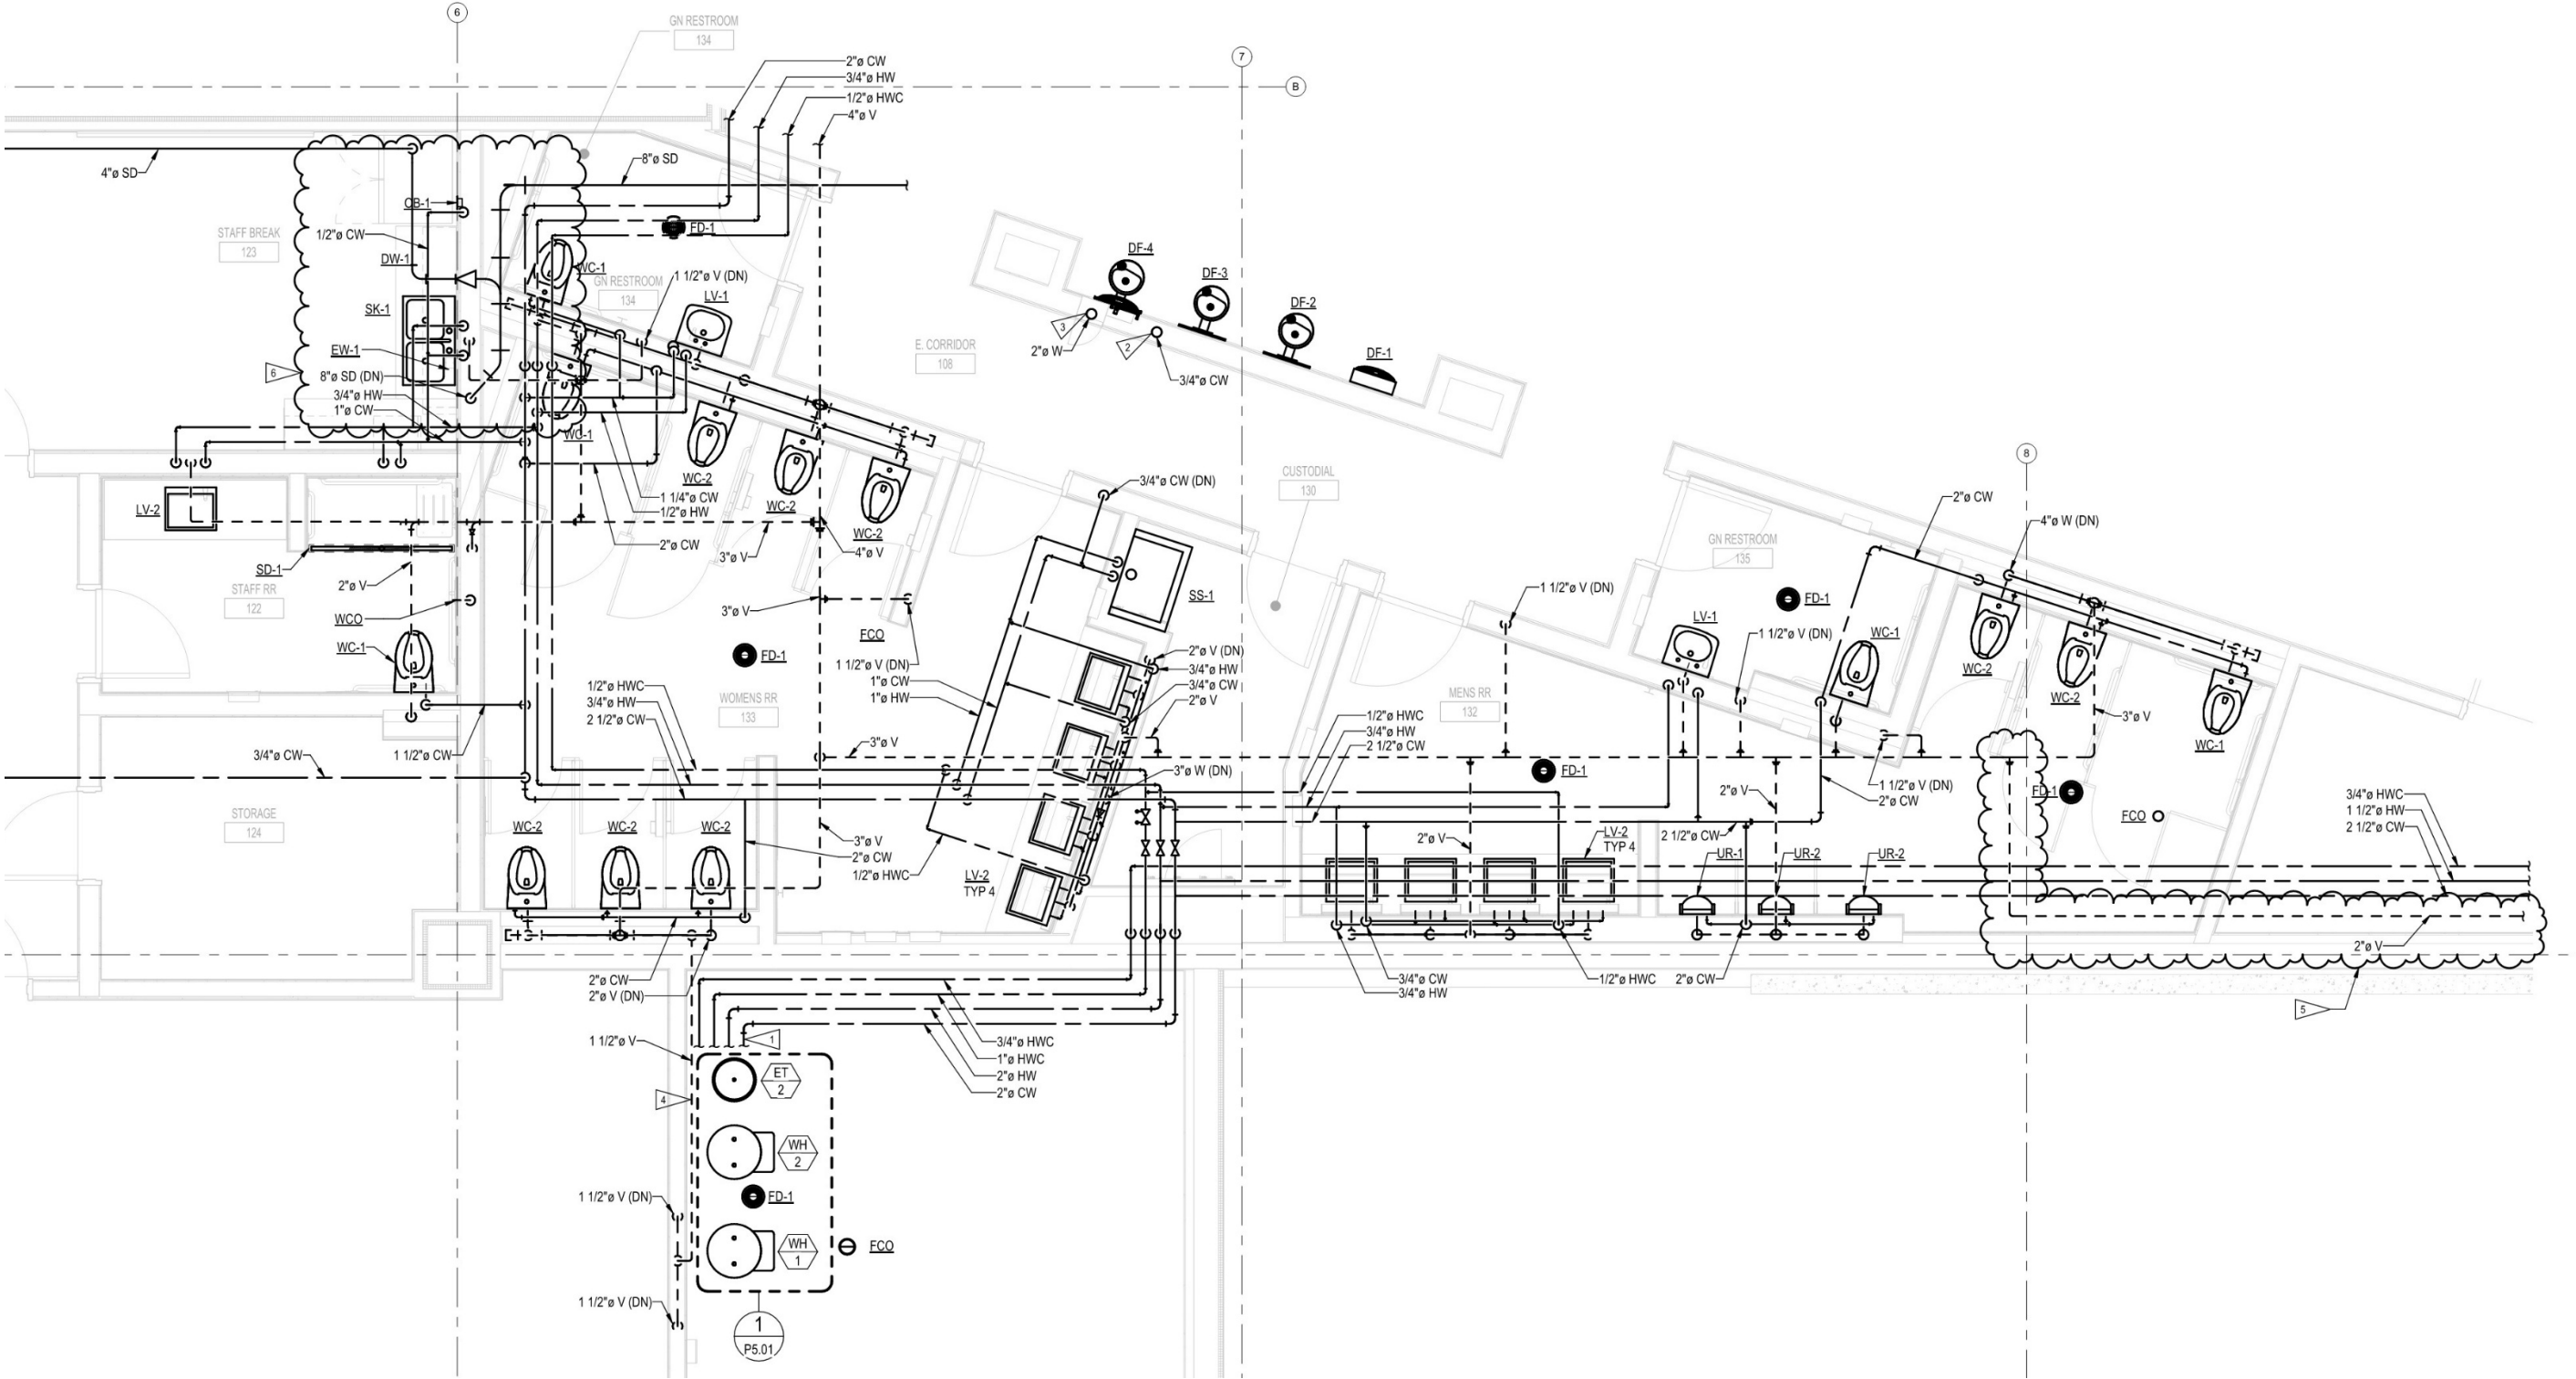 6
GN RESTROOM
134
7
B
2"ø CW
3/4"ø HW
1/2"ø HWC
4"ø V
8"ø SD
4"ø SD
CB-1
STAFF BREAK
123
1/2"ø CW
DW-1
FD-1
WC-1
GN RESTROOM
134
1 1/2"ø V (DN)
LV-1
SK-1
EW-1
6
8"ø SD (DN)
3/4"ø HW
1"ø CW
DF-4
DF-3
DF-2
DF-1
3
2"ø W
2
3/4"ø CW
E. CORRIDOR
108
WC-1
WC-2
WC-2
WC-2
1 1/4"ø CW
1/2"ø HW
2"ø CW
3"ø V
4"ø V
3"ø V
3/4"ø CW (DN)
CUSTODIAL
130
8
2"ø CW
4"ø W (DN)
GN RESTROOM
135
LV-2
SD-1
2"ø V
STAFF RR
122
WCO
WC-1
FCO
1 1/2"ø V (DN)
1"ø CW
1"ø HW
SS-1
1 1/2"ø V (DN)
FD-1
LV-1
1 1/2"ø V (DN)
WC-1
WC-2
WC-2
3"ø V
WC-1
FD-1
WOMENS RR
133
1/2"ø HWC
3/4"ø HW
2 1/2"ø CW
2"ø V (DN)
3/4"ø HW
3/4"ø CW
2"ø V
3"ø V
3"ø W (DN)
MENS RR
132
1/2"ø HWC
3/4"ø HW
2 1/2"ø CW
FD-1
3/4"ø CW
1 1/2"ø CW
STORAGE
124
WC-2
WC-2
WC-2
3"ø V
2"ø CW
1/2"ø HWC
LV-2
TYP 4
2"ø V
LV-2
TYP 4
2"ø V
2 1/2"ø CW
UR-1
UR-2
UR-2
1 1/2"ø V (DN)
2"ø CW
FD-1
FCO
3/4"ø HWC
1 1/2"ø HW
2 1/2"ø CW
2"ø V
5
2"ø CW
2"ø V (DN)
3/4"ø CW
3/4"ø HW
1/2"ø HWC
2"ø CW
1 1/2"ø V
1
3/4"ø HWC
1"ø HWC
2"ø HW
2"ø CW
4
ET
2
WH
2
FD-1
1 1/2"ø V (DN)
WH
1
FCO
1 1/2"ø V (DN)
1
P5.01